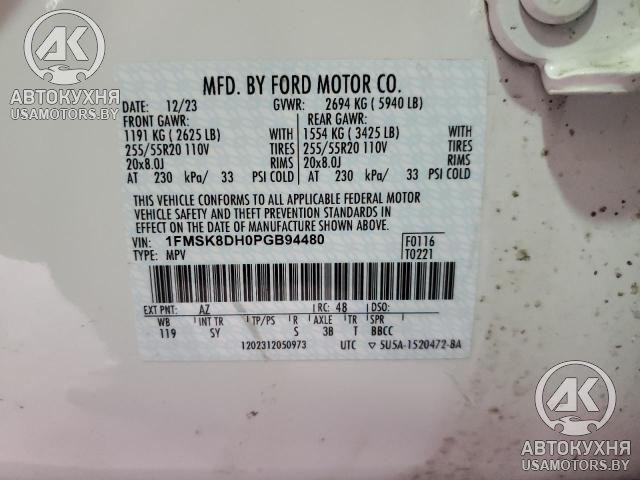 MFD. BY FORD MOTOR CO.
12/23 GVWR: 2694 KG ( 5940 LB)
FRONT GAWR: REAR GAWR:
1191 KG ( 2625 LB) WITH 1554 KG ( 3425 LB) WITH
255/55R20 110V TIRES 255/55R20 110V TIRES
20x8.0J RIMS 20x8.0J RIMS
AT 230 kPa/ 33 PSI COLD AT 230 kPa/ 33 PSI COLD
THIS VEHICLE CONFORMS TO ALL APPLICABLE FEDERAL MOTOR
VEHICLE SAFETY AND THEFT PREVENTION STANDARDS IN
EFFECT ON THE DATE OF MANUFACTURE SHOWN ABOVE.
VIN: 1FMSK8DH0PGB94480 F0116
TYPE: MPV T0221
EXT PNT: AZ RC: 48 DSO:
WB INT TR TP/PS R AXLE TR SPR
119 SY S 3B T BBCC
1202312050973 UTC ▽ 5U5A-1520472-BA
AK
АВТОКУХНЯ
USAMOTORS.BY
AK
АВТОКУХНЯ
USAMOTORS.BY